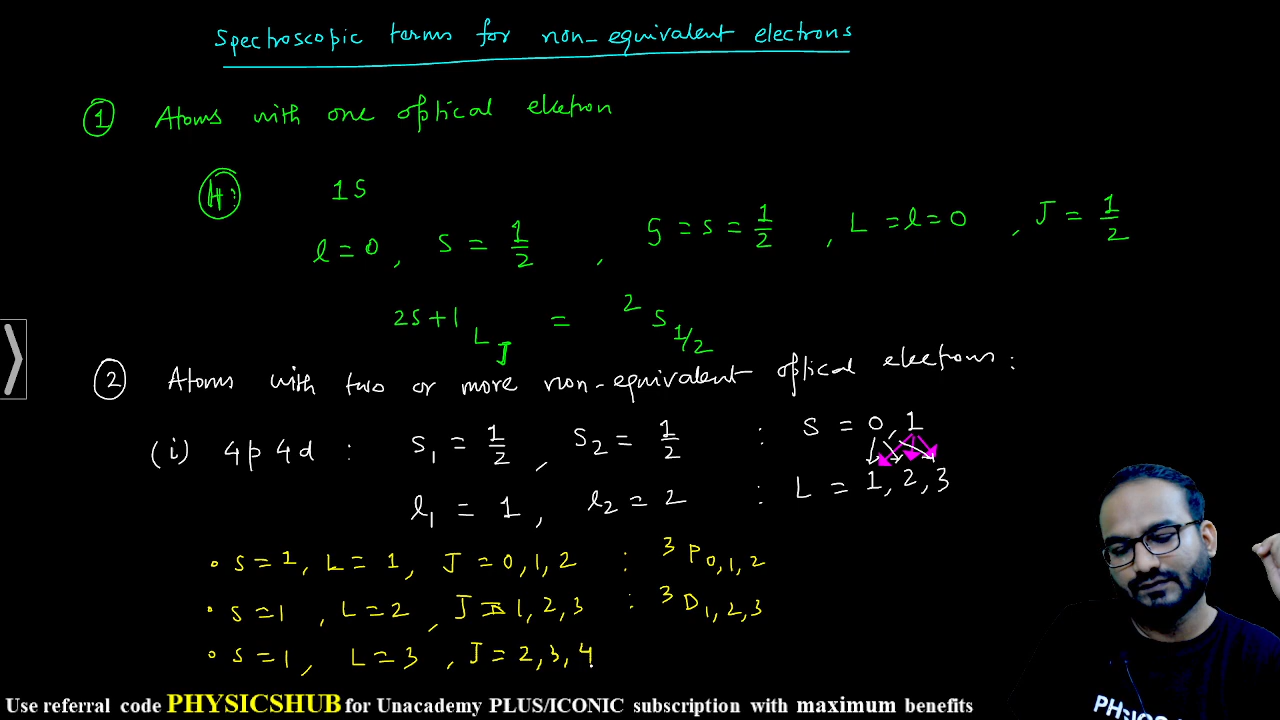 Spectroscopic terms for non-equivalent electrons
① Atoms with one optical electron
H: 1S
l = 0, s = 1/2, S = s = 1/2, L = l = 0, J = 1/2
2S+1 L J = ² S 1/2
② Atoms with two or more non-equivalent optical electrons:
(i) 4p 4d : s₁ = 1/2, s₂ = 1/2 : S = 0, 1
l₁ = 1, l₂ = 2 : L = 1, 2, 3
• S = 1, L = 1, J = 0, 1, 2 : ³P₀,₁,₂
• S = 1, L = 2, J = 1, 2, 3 : ³D₁,₂,₃
• S = 1, L = 3, J = 2, 3, 4
Use referral code PHYSICSHUB for Unacademy PLUS/ICONIC subscription with maximum benefits